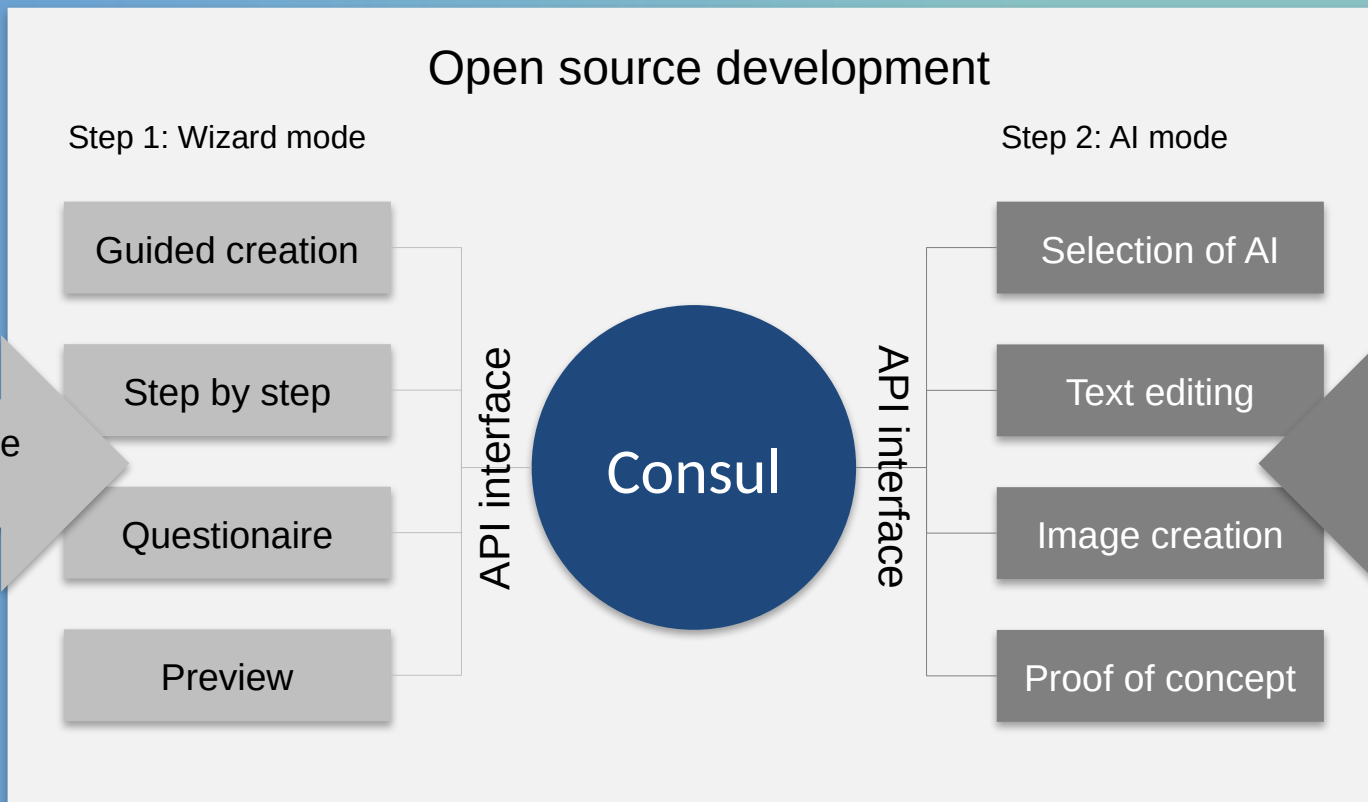 Open source development
Step 1: Wizard mode
Step 2: AI mode
Guided creation
Selection of AI
Step by step
Text editing
e
API interface
Consul
API interface
Questionaire
Image creation
Preview
Proof of concept